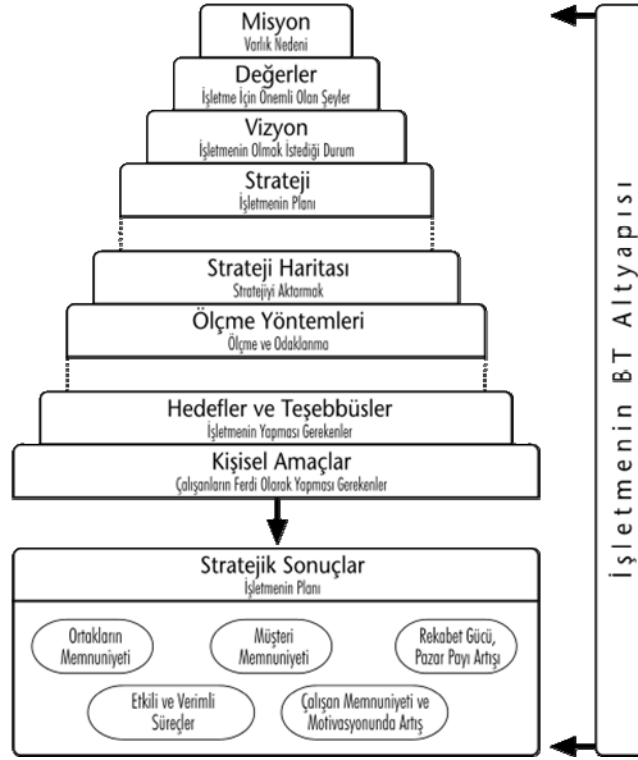 Misyon
Varlık Nedeni
Değerler
İşletme İçin Önemli Olan Şeyler
Vizyon
İşletmenin Olmak İstediği Durum
Strateji
İşletmenin Planı
Strateji Haritası
Stratejiyi Aktarmak
Ölçme Yöntemleri
Ölçme ve Odaklanma
Hedefler ve Teşebbüsler
İşletmenin Yapması Gerekenler
Kişisel Amaçlar
Çalışanların Ferdi Olarak Yapması Gerekenler
Stratejik Sonuçlar
İşletmenin Planı
Ortakların
Memnuniyeti
Müşteri
Memnuniyeti
Rekabet Gücü,
Pazar Payı Artışı
Etkili ve Verimli
Süreçler
Çalışan Memnuniyeti ve
Motivasyonunda Artış
İşletmenin BT Altyapısı